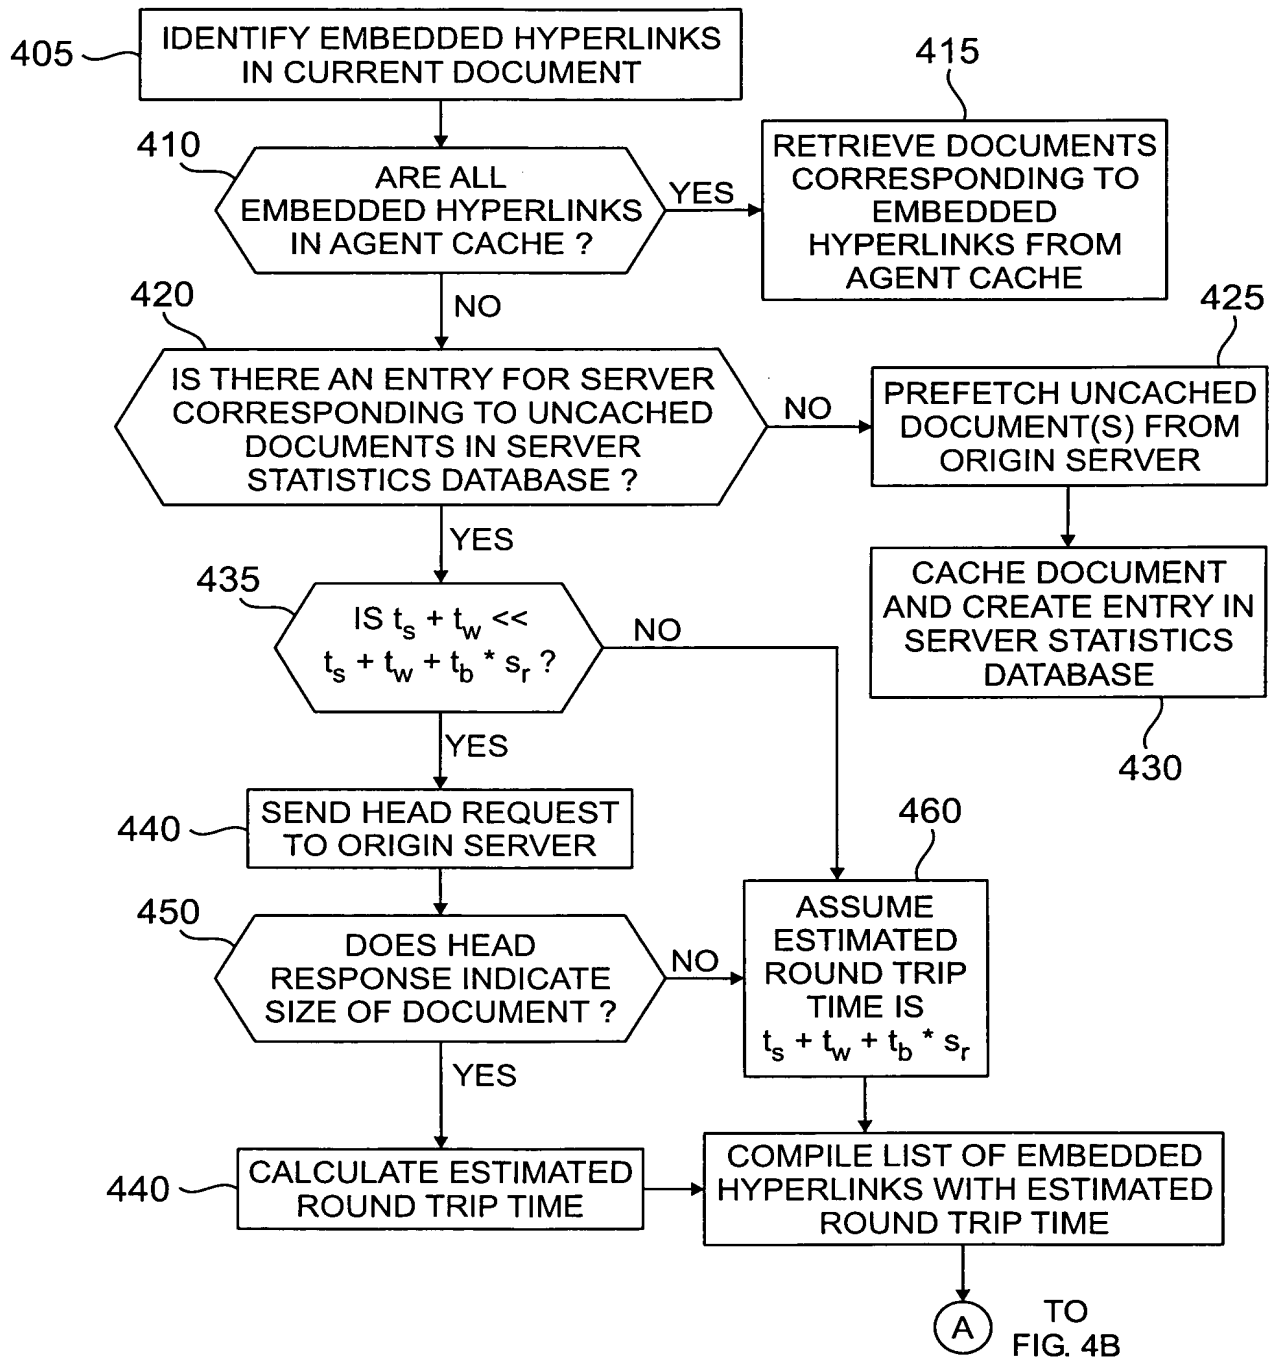 405
IDENTIFY EMBEDDED HYPERLINKS
IN CURRENT DOCUMENT
410
ARE ALL
EMBEDDED HYPERLINKS
IN AGENT CACHE ?
YES
415
RETRIEVE DOCUMENTS
CORRESPONDING TO
EMBEDDED
HYPERLINKS FROM
AGENT CACHE
NO
420
IS THERE AN ENTRY FOR SERVER
CORRESPONDING TO UNCACHED
DOCUMENTS IN SERVER
STATISTICS DATABASE ?
NO
425
PREFETCH UNCACHED
DOCUMENT(S) FROM
ORIGIN SERVER
CACHE DOCUMENT
AND CREATE ENTRY IN
SERVER STATISTICS
DATABASE
430
YES
435
IS ts + tw <<
ts + tw + tb * sr ?
NO
YES
440
SEND HEAD REQUEST
TO ORIGIN SERVER
450
DOES HEAD
RESPONSE INDICATE
SIZE OF DOCUMENT ?
NO
460
ASSUME
ESTIMATED
ROUND TRIP
TIME IS
ts + tw + tb * sr
YES
440
CALCULATE ESTIMATED
ROUND TRIP TIME
COMPILE LIST OF EMBEDDED
HYPERLINKS WITH ESTIMATED
ROUND TRIP TIME
A
TO
FIG. 4B